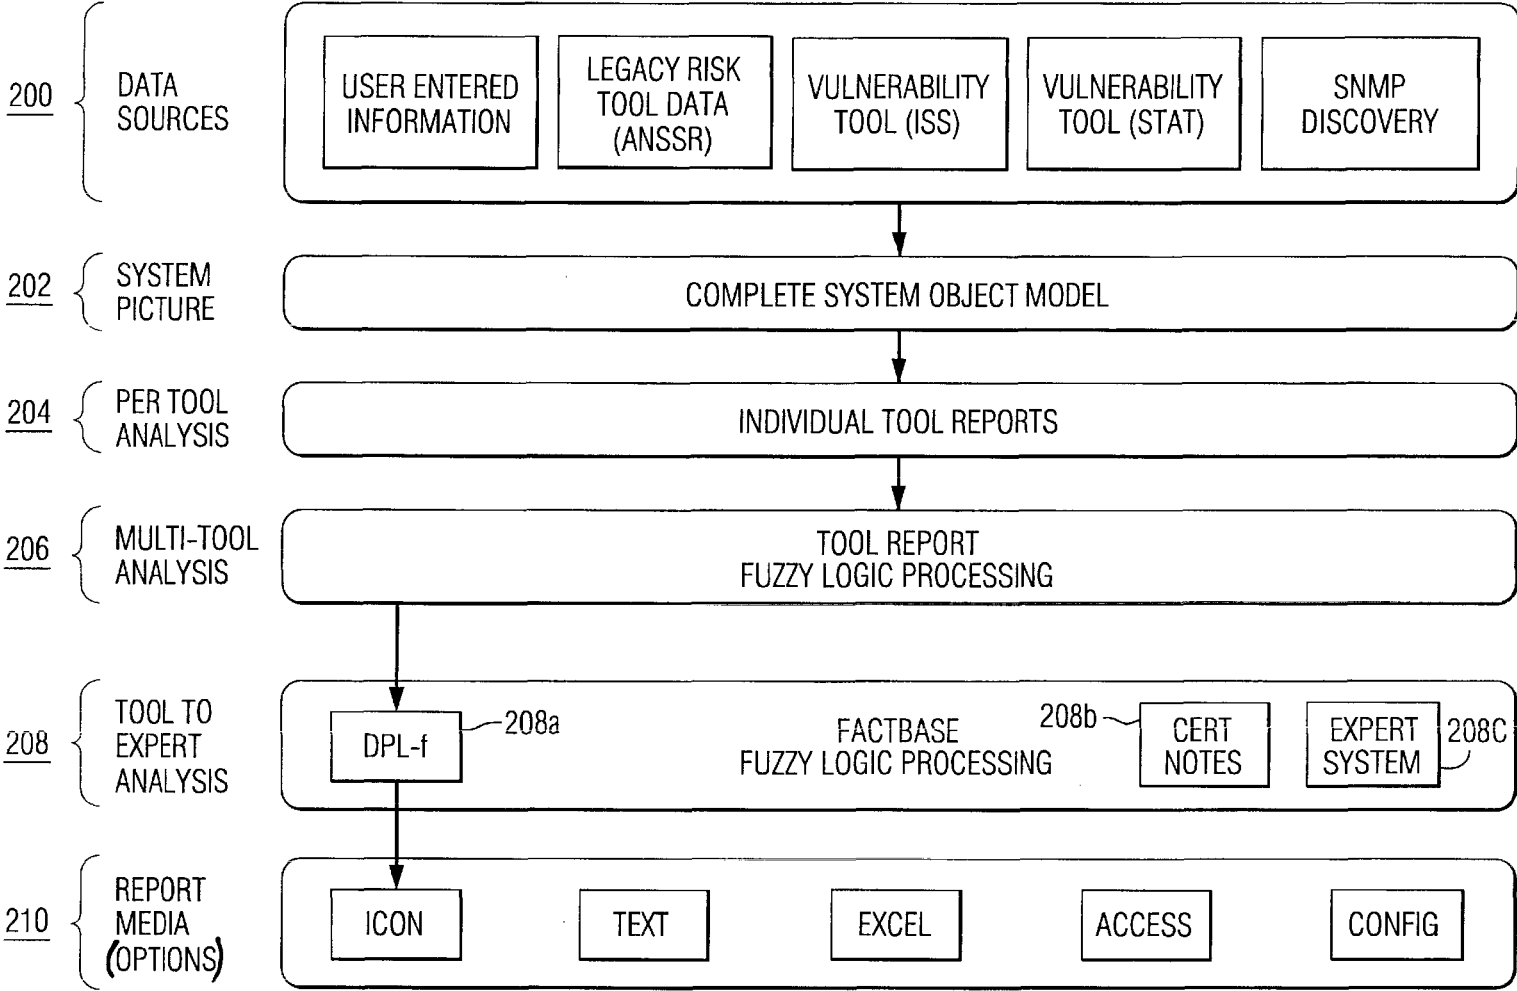 200
DATA
SOURCES
USER ENTERED
INFORMATION
LEGACY RISK
TOOL DATA
(ANSSR)
VULNERABILITY
TOOL (ISS)
VULNERABILITY
TOOL (STAT)
SNMP
DISCOVERY
202
SYSTEM
PICTURE
COMPLETE SYSTEM OBJECT MODEL
204
PER TOOL
ANALYSIS
INDIVIDUAL TOOL REPORTS
206
MULTI-TOOL
ANALYSIS
TOOL REPORT
FUZZY LOGIC PROCESSING
208
TOOL TO
EXPERT
ANALYSIS
DPL-f
208a
FACTBASE
FUZZY LOGIC PROCESSING
208b
CERT
NOTES
EXPERT
SYSTEM
208C
210
REPORT
MEDIA
(OPTIONS)
ICON
TEXT
EXCEL
ACCESS
CONFIG